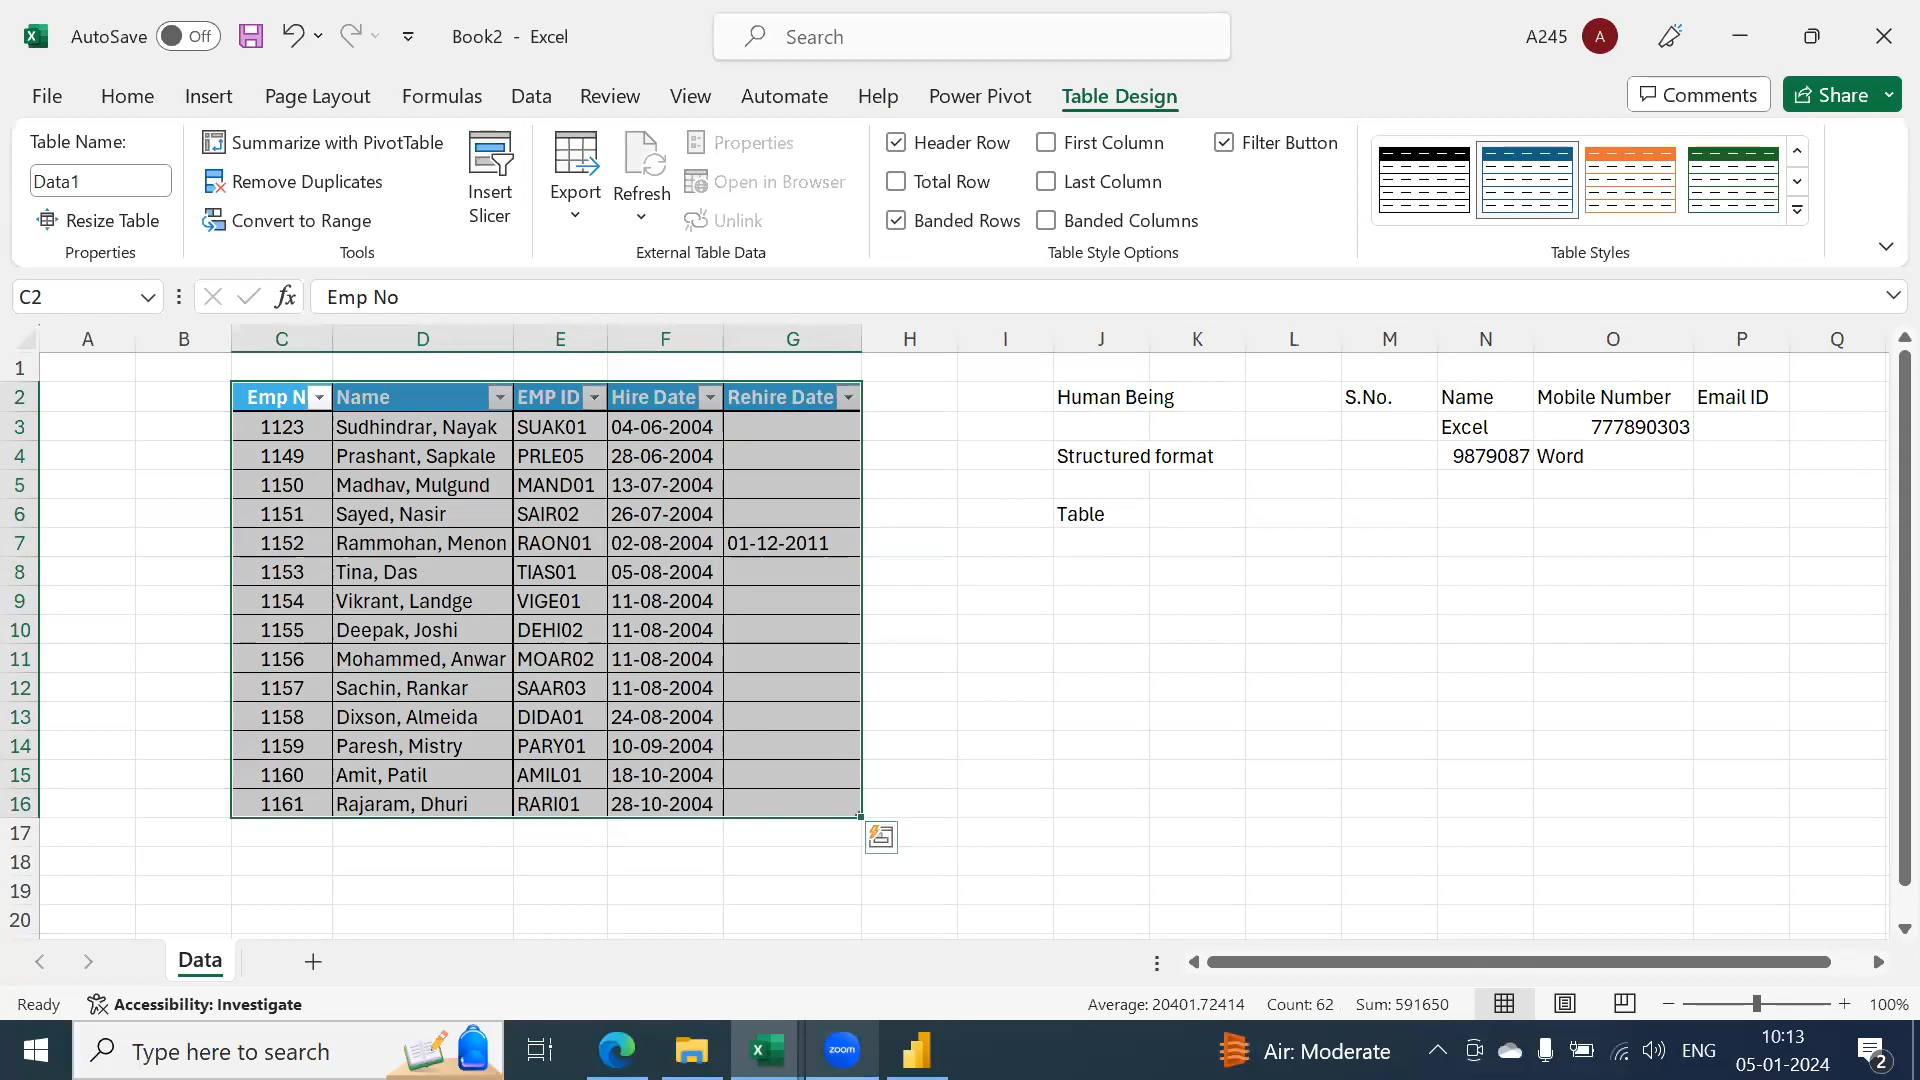 AutoSave Off Book2 - Excel Search A245 A
File Home Insert Page Layout Formulas Data Review View Automate Help Power Pivot Table Design Comments Share
Table Name:
Data1
Resize Table
Properties
Summarize with PivotTable
Remove Duplicates
Convert to Range
Tools
Insert
Slicer
Export
Refresh
Properties
Open in Browser
Unlink
External Table Data
Header Row First Column Filter Button
Total Row Last Column
Banded Rows Banded Columns
Table Style Options
Table Styles
C2 fx Emp No
A B C D E F G H I J K L M N O P Q
1
2 Emp N Name EMP ID Hire Date Rehire Date Human Being S.No. Name Mobile Number Email ID
3 1123 Sudhindrar, Nayak SUAK01 04-06-2004 Excel 777890303
4 1149 Prashant, Sapkale PRLE05 28-06-2004 Structured format 9879087 Word
5 1150 Madhav, Mulgund MAND01 13-07-2004
6 1151 Sayed, Nasir SAIR02 26-07-2004 Table
7 1152 Rammohan, Menon RAON01 02-08-2004 01-12-2011
8 1153 Tina, Das TIAS01 05-08-2004
9 1154 Vikrant, Landge VIGE01 11-08-2004
10 1155 Deepak, Joshi DEHI02 11-08-2004
11 1156 Mohammed, Anwar MOAR02 11-08-2004
12 1157 Sachin, Rankar SAAR03 11-08-2004
13 1158 Dixson, Almeida DIDA01 24-08-2004
14 1159 Paresh, Mistry PARY01 10-09-2004
15 1160 Amit, Patil AMIL01 18-10-2004
16 1161 Rajaram, Dhuri RARI01 28-10-2004
17
18
19
20
Data
Ready Accessibility: Investigate Average: 20401.72414 Count: 62 Sum: 591650 100%
Type here to search zoom Air: Moderate ENG 10:13
05-01-2024 2